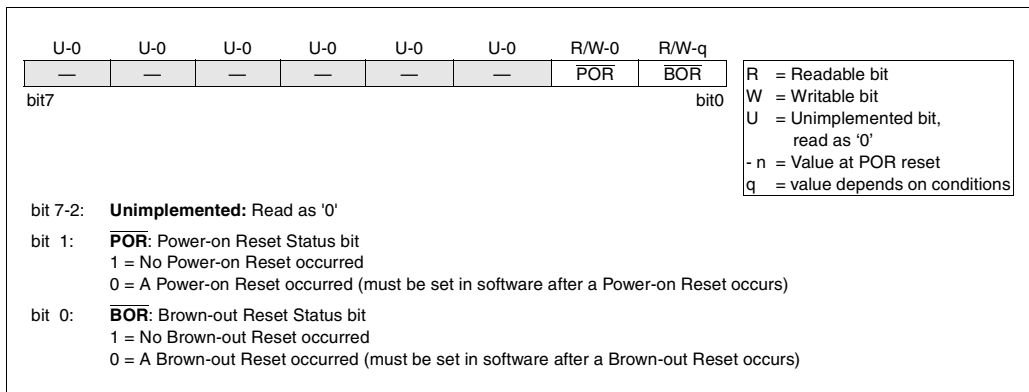 U-0 U-0 U-0 U-0 U-0 U-0 R/W-0 R/W-q
— — — — — — P̅O̅R̅ B̅O̅R̅
bit7 bit0
R = Readable bit
W = Writable bit
U = Unimplemented bit,
read as ‘0’
- n = Value at POR reset
q = value depends on conditions
bit 7-2: Unimplemented: Read as '0'
bit 1: P̅O̅R̅: Power-on Reset Status bit
1 = No Power-on Reset occurred
0 = A Power-on Reset occurred (must be set in software after a Power-on Reset occurs)
bit 0: B̅O̅R̅: Brown-out Reset Status bit
1 = No Brown-out Reset occurred
0 = A Brown-out Reset occurred (must be set in software after a Brown-out Reset occurs)